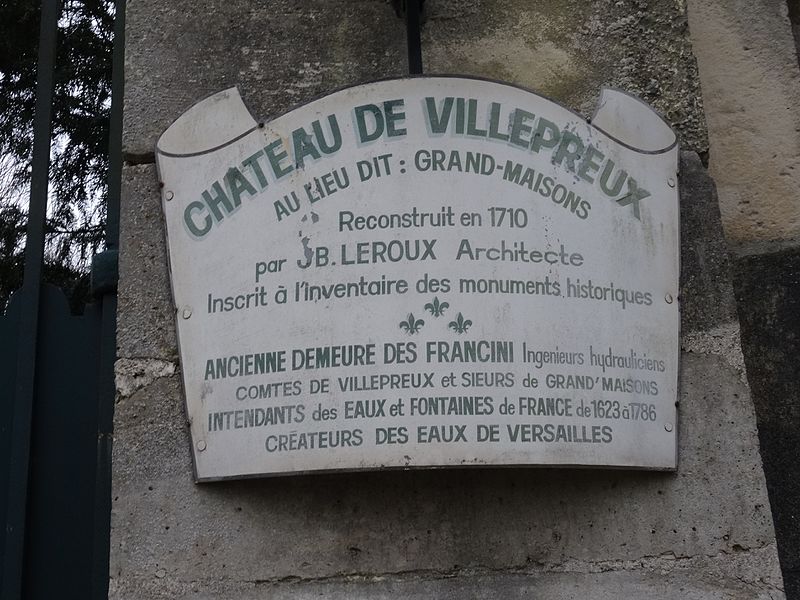 CHATEAU DE VILLEPREUX
AU LIEU DIT : GRAND-MAISONS
Reconstruit en 1710
par JB. LEROUX Architecte
Inscrit à l'inventaire des monuments historiques
ANCIENNE DEMEURE DES FRANCINI Ingenieurs hydrauliciens
COMTES DE VILLEPREUX et SIEURS de GRAND'MAISONS
INTENDANTS des EAUX et FONTAINES de FRANCE de 1623 à 1786
CRÉATEURS DES EAUX DE VERSAILLES